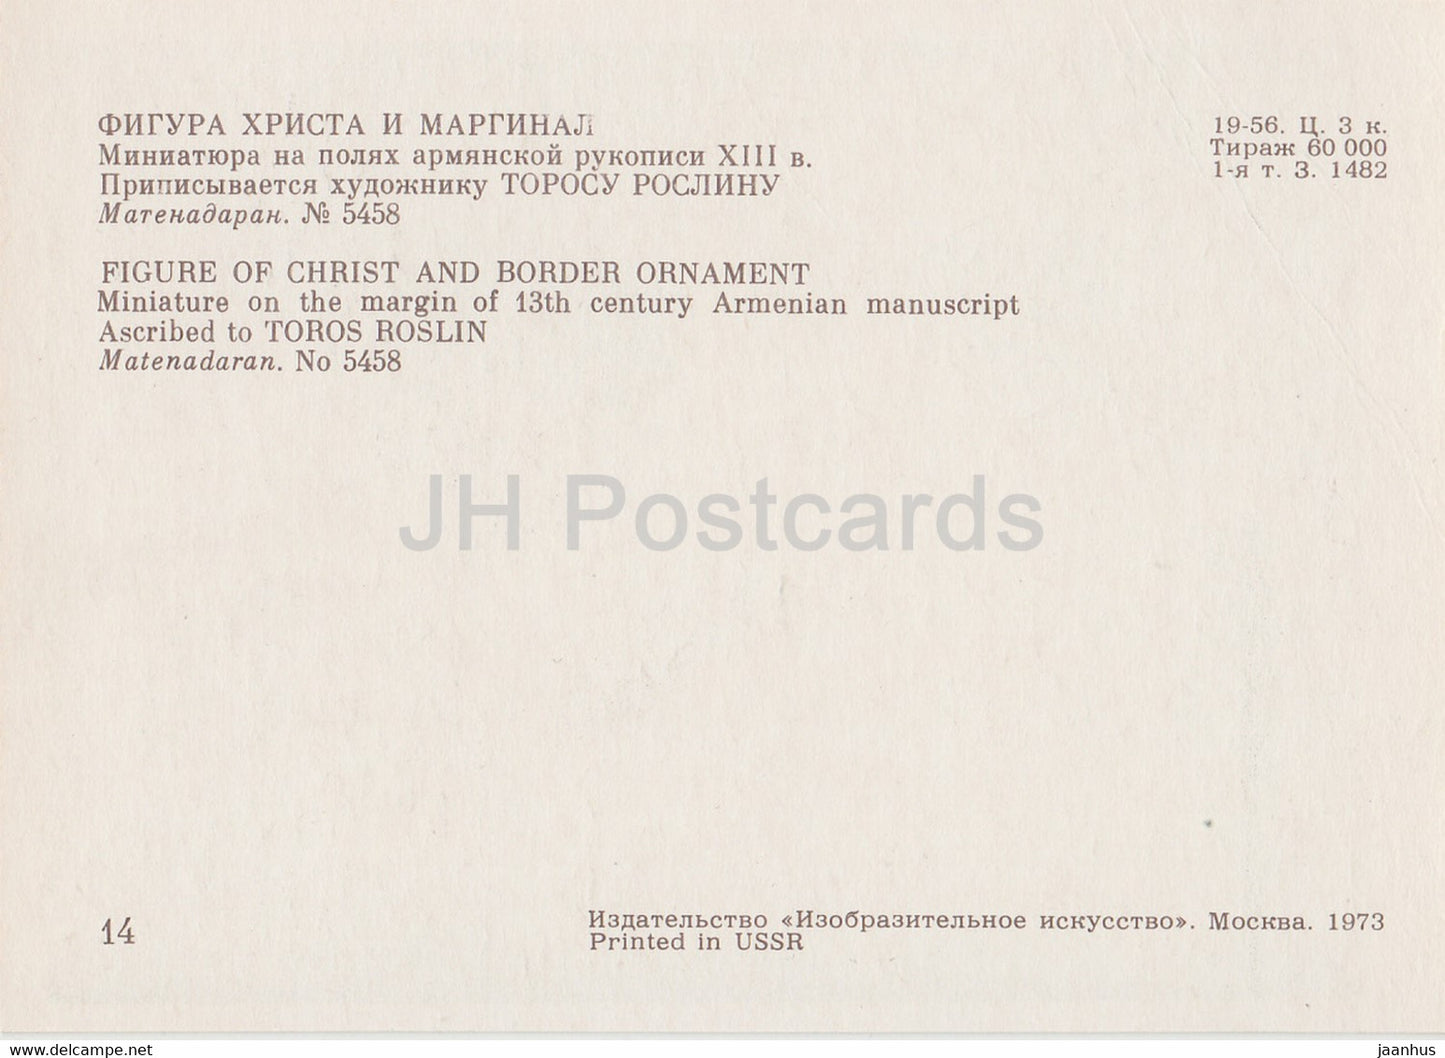 ФИГУРА ХРИСТА И МАРГИНАЛ
Миниатюра на полях армянской рукописи XIII в.
Приписывается художнику ТОРОСУ РОСЛИНУ
Матенадаран. № 5458
19-56. Ц. 3 к.
Тираж 60 000
1-я т. З. 1482
FIGURE OF CHRIST AND BORDER ORNAMENT
Miniature on the margin of 13th century Armenian manuscript
Ascribed to TOROS ROSLIN
Matenadaran. No 5458
JH Postcards
14
Издательство «Изобразительное искусство». Москва. 1973
Printed in USSR
www.delcampe.net
jaanhus